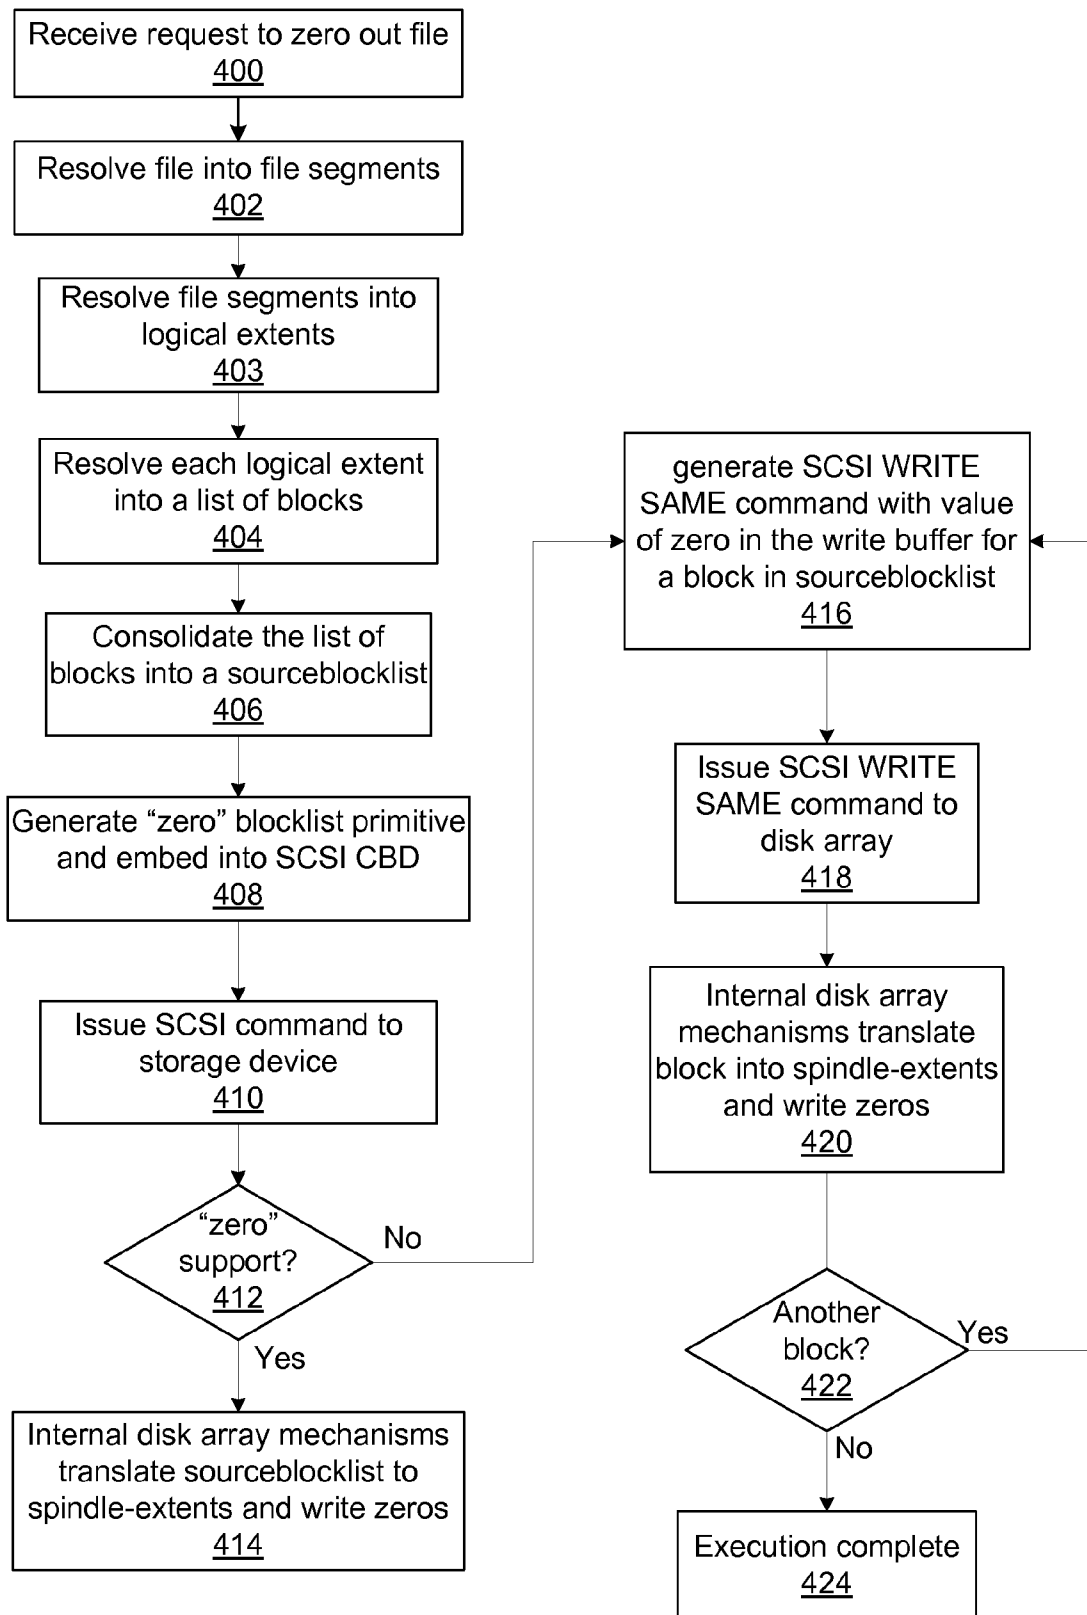 Receive request to zero out file
400
Resolve file into file segments
402
Resolve file segments into
logical extents
403
Resolve each logical extent
into a list of blocks
404
Consolidate the list of
blocks into a sourceblocklist
406
Generate “zero” blocklist primitive
and embed into SCSI CBD
408
Issue SCSI command to
storage device
410
“zero”
support?
412
No
Yes
Internal disk array mechanisms
translate sourceblocklist to
spindle-extents and write zeros
414
generate SCSI WRITE
SAME command with value
of zero in the write buffer for
a block in sourceblocklist
416
Issue SCSI WRITE
SAME command to
disk array
418
Internal disk array
mechanisms translate
block into spindle-extents
and write zeros
420
Another
block?
422
Yes
No
Execution complete
424